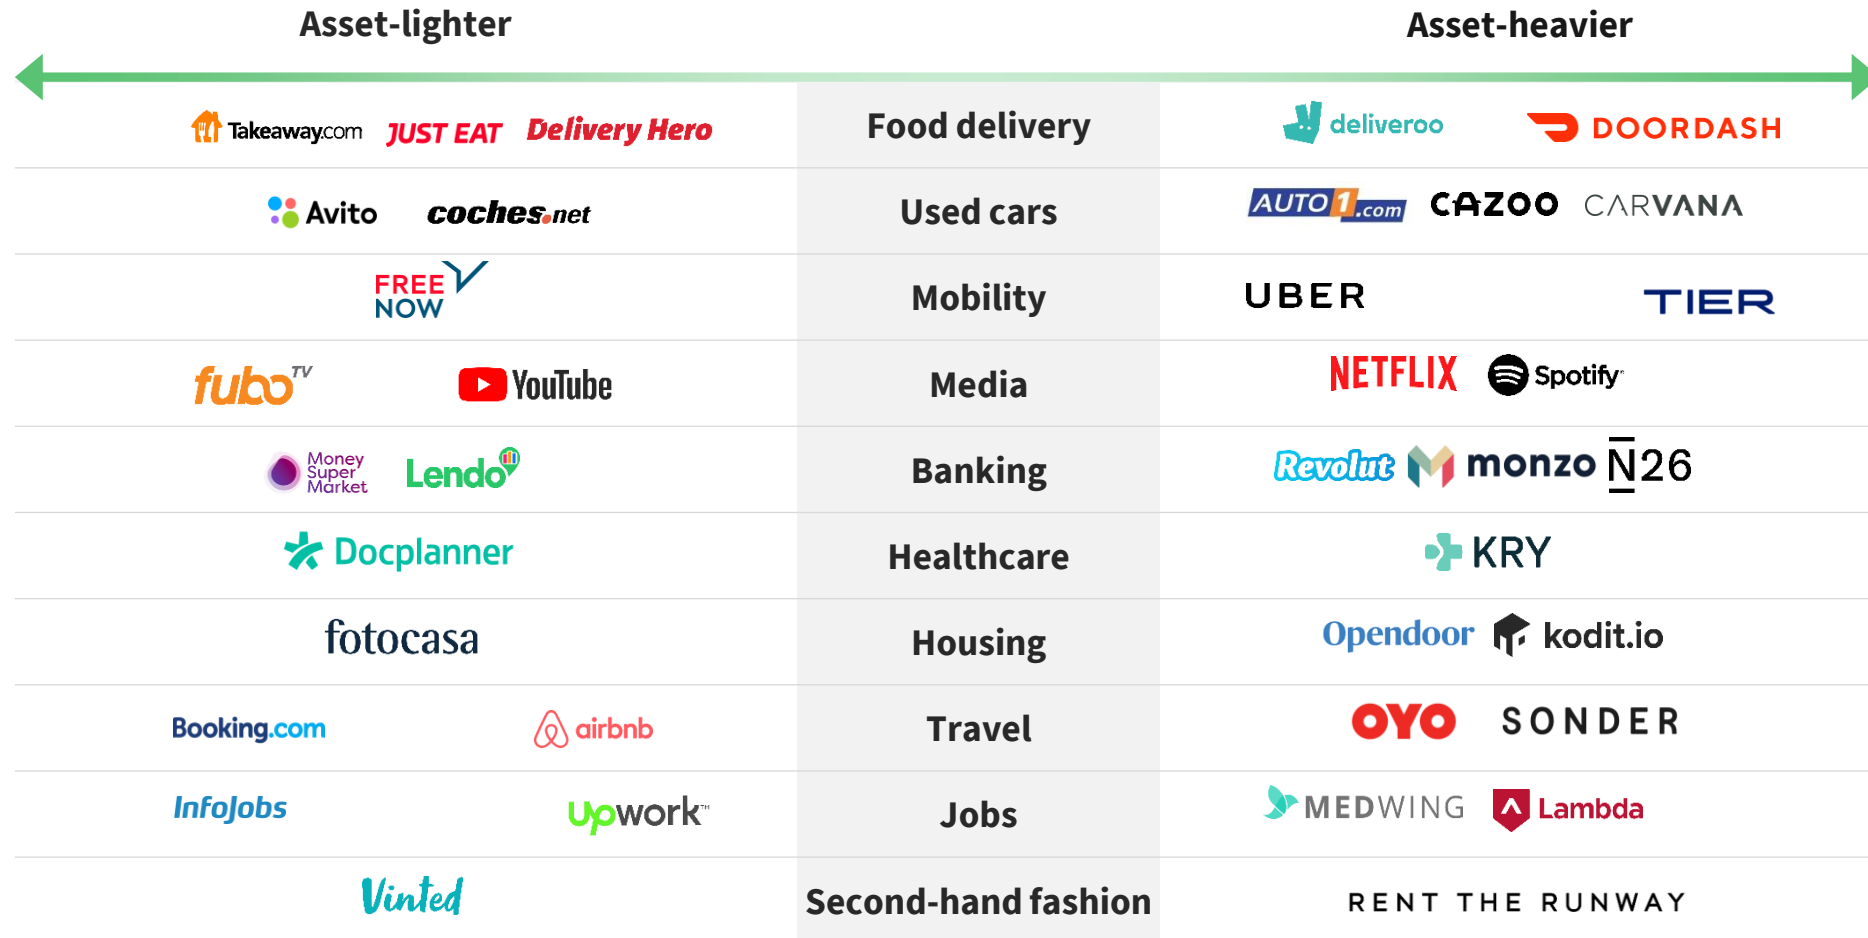 Asset-lighter Asset-heavier
Takeaway.com JUST EAT Delivery Hero Food delivery deliveroo DOORDASH
Avito coches.net Used cars AUTO1.com CAZOO CARVANA
FREE NOW Mobility UBER TIER
fubo TV YouTube Media NETFLIX Spotify
Money Super Market Lendo Banking Revolut monzo N26
Docplanner Healthcare KRY
fotocasa Housing Opendoor kodit.io
Booking.com airbnb Travel OYO SONDER
InfoJobs upwork™ Jobs MEDWING Lambda
Vinted Second-hand fashion RENT THE RUNWAY